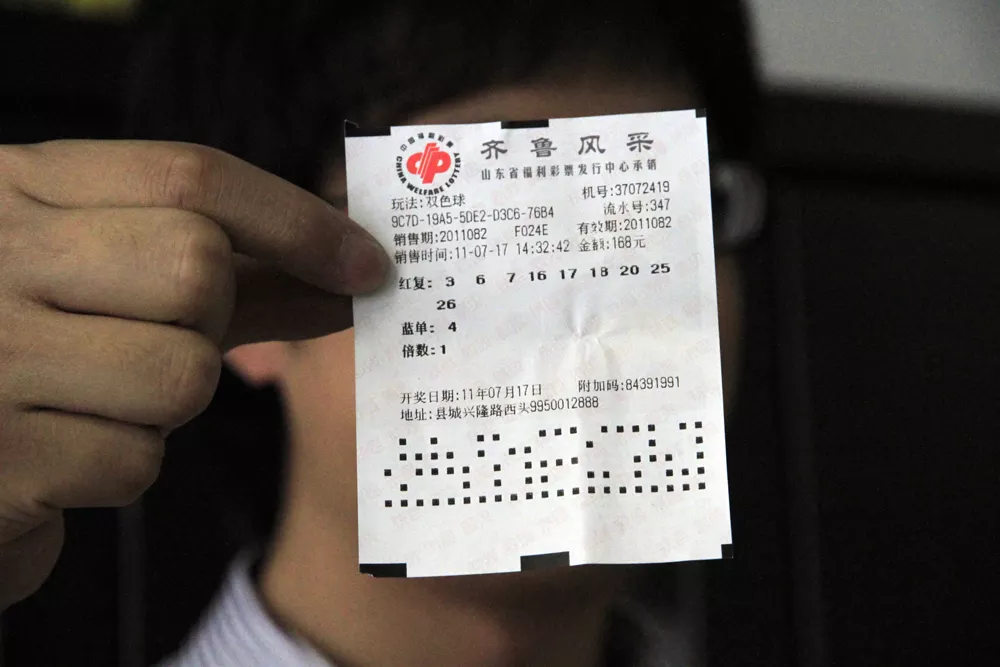 中国福利彩票
CHINA WELFARE LOTTERY
齐鲁风采
山东省福利彩票发行中心承销
玩法:双色球 机号:37072419
9C7D-19A5-5DE2-D3C6-76B4 流水号:347
销售期:2011082 F024E 有效期:2011082
销售时间:11-07-17 14:32:42 金额:168元
红复: 3 6 7 16 17 18 20 25
26
蓝单: 4
倍数:1
开奖日期:11年07月17日 附加码:84391991
地址:县城兴隆路西头9950012888